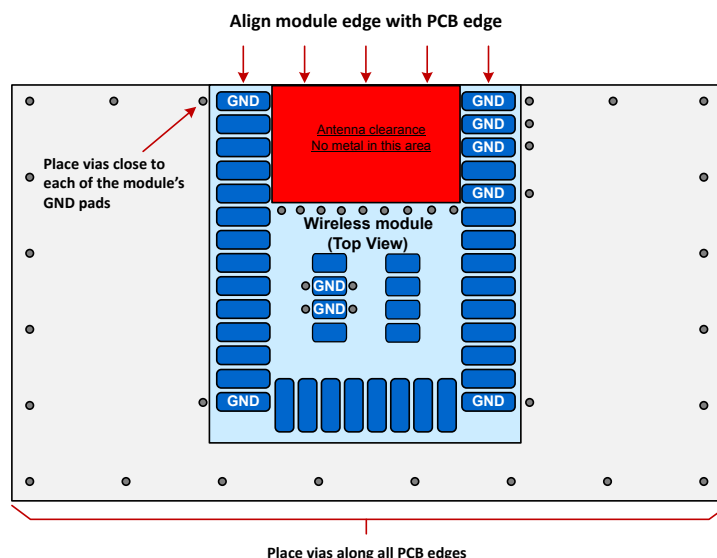 Align module edge with PCB edge
GND
GND
Antenna clearance
No metal in this area
GND
GND
Place vias close to
each of the module's
GND pads
GND
Wireless module
(Top View)
GND
GND
GND
GND
Place vias along all PCB edges